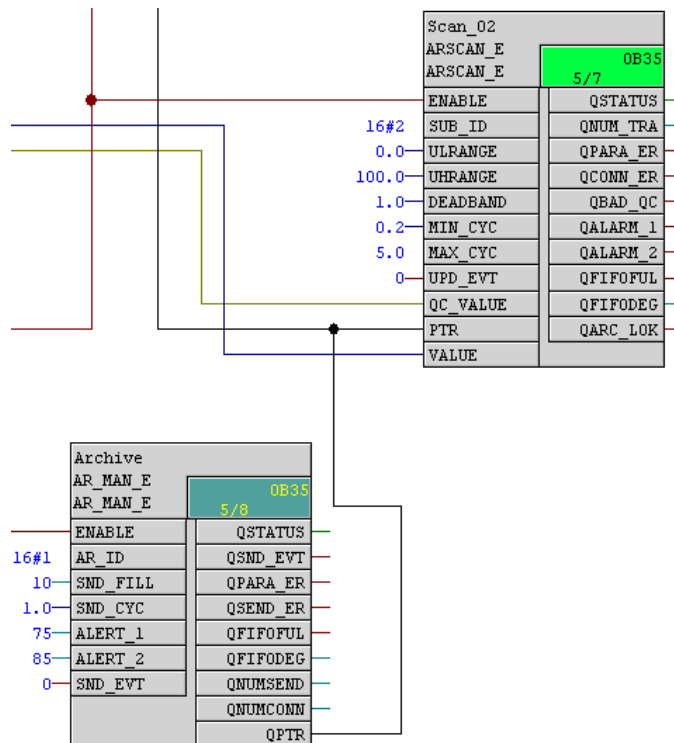 Scan_02
ARSCAN_E
ARSCAN_E
OB35
5/7
ENABLE QSTATUS
16#2 SUB_ID QNUM_TRA
0.0 ULRANGE QPARA_ER
100.0 UHRANGE QCONN_ER
1.0 DEADBAND QBAD_QC
0.2 MIN_CYC QALARM_1
5.0 MAX_CYC QALARM_2
0 UPD_EVT QFIFOFUL
QC_VALUE QFIFODEG
PTR QARC_LOK
VALUE
Archive
AR_MAN_E
AR_MAN_E
OB35
5/8
ENABLE QSTATUS
16#1 AR_ID QSND_EVT
10 SND_FILL QPARA_ER
1.0 SND_CYC QSEND_ER
75 ALERT_1 QFIFOFUL
85 ALERT_2 QFIFODEG
0 SND_EVT QNUMSEND
QNUMCONN
QPTR